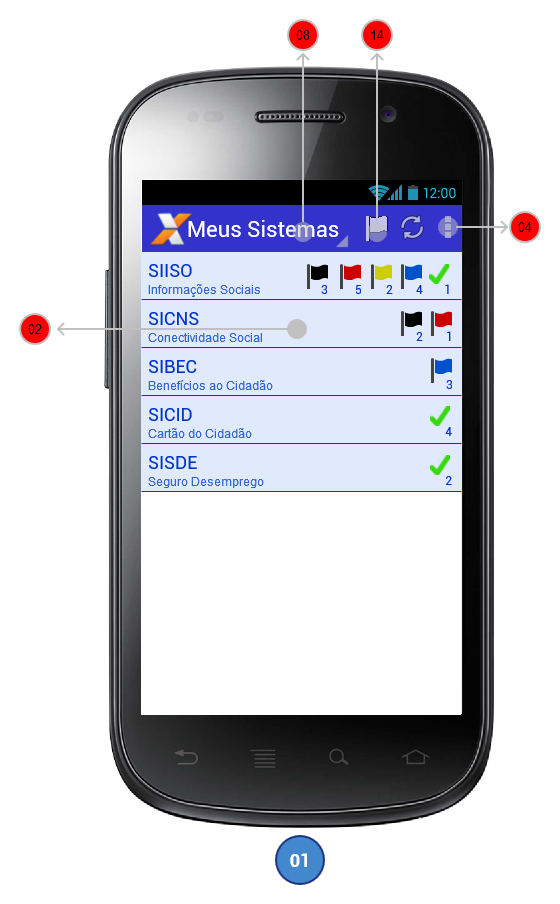 08
14
12:00
Meus Sistemas
04
SIISO
Informações Sociais
3
5
2
4
1
02
SICNS
Conectividade Social
2
1
SIBEC
Benefícios ao Cidadão
3
SICID
Cartão do Cidadão
4
SISDE
Seguro Desemprego
2
01